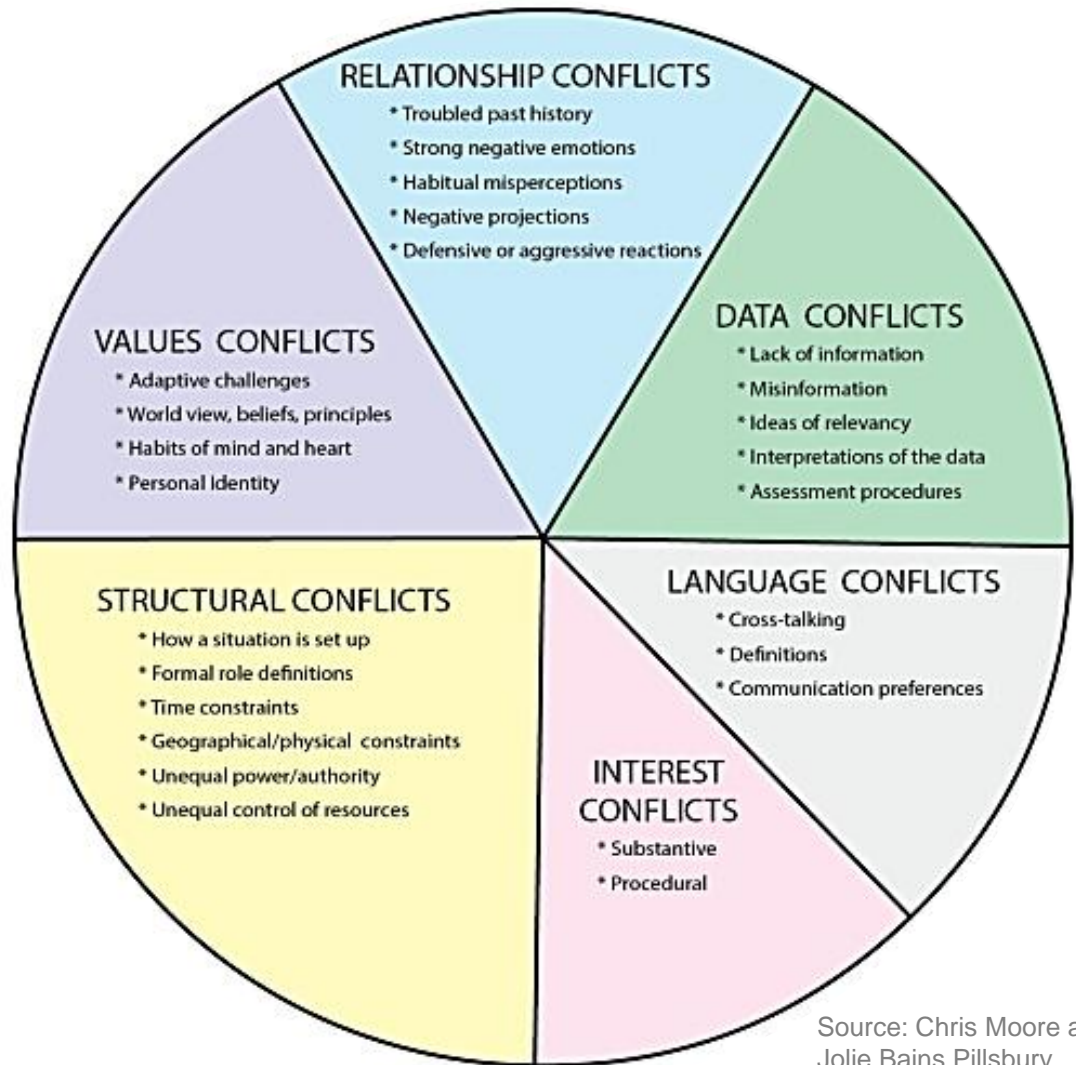 RELATIONSHIP CONFLICTS
* Troubled past history
* Strong negative emotions
* Habitual misperceptions
* Negative projections
* Defensive or aggressive reactions
DATA CONFLICTS
* Lack of information
* Misinformation
* Ideas of relevancy
* Interpretations of the data
* Assessment procedures
LANGUAGE CONFLICTS
* Cross-talking
* Definitions
* Communication preferences
INTEREST
CONFLICTS
* Substantive
* Procedural
STRUCTURAL CONFLICTS
* How a situation is set up
* Formal role definitions
* Time constraints
* Geographical/physical constraints
* Unequal power/authority
* Unequal control of resources
VALUES CONFLICTS
* Adaptive challenges
* World view, beliefs, principles
* Habits of mind and heart
* Personal Identity
Source: Chris Moore
Jolie Bains Pillsbury